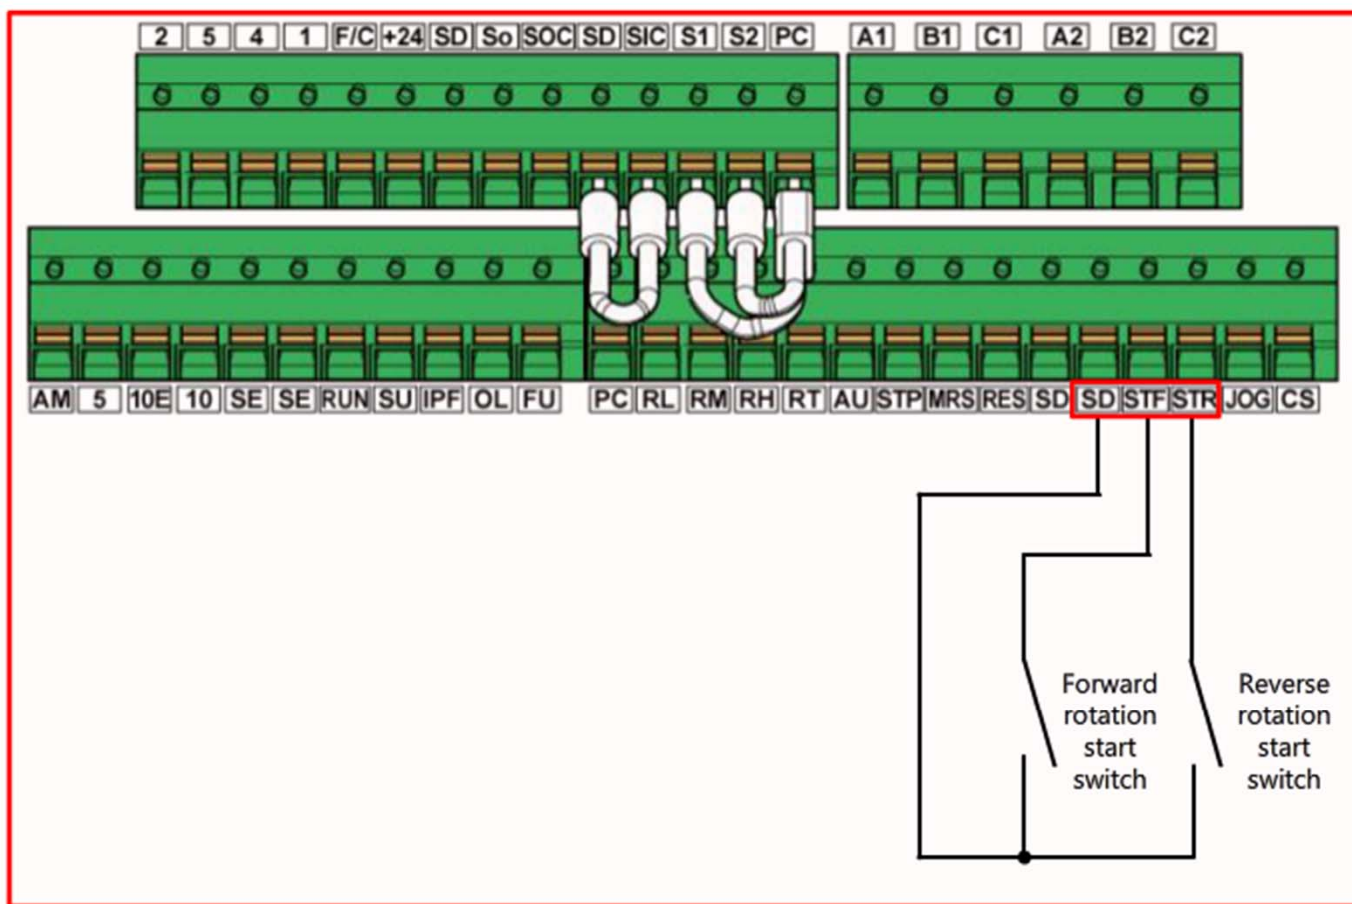 2 5 4 1 F/C +24 SD So SOC SD SIC S1 S2 PC A1 B1 C1 A2 B2 C2
AM 5 10E 10 SE SE RUN SU IPF OL FU PC RL RM RH RT AU STP MRS RES SD SD STF STR JOG CS
Forward
rotation
start
switch
Reverse
rotation
start
switch